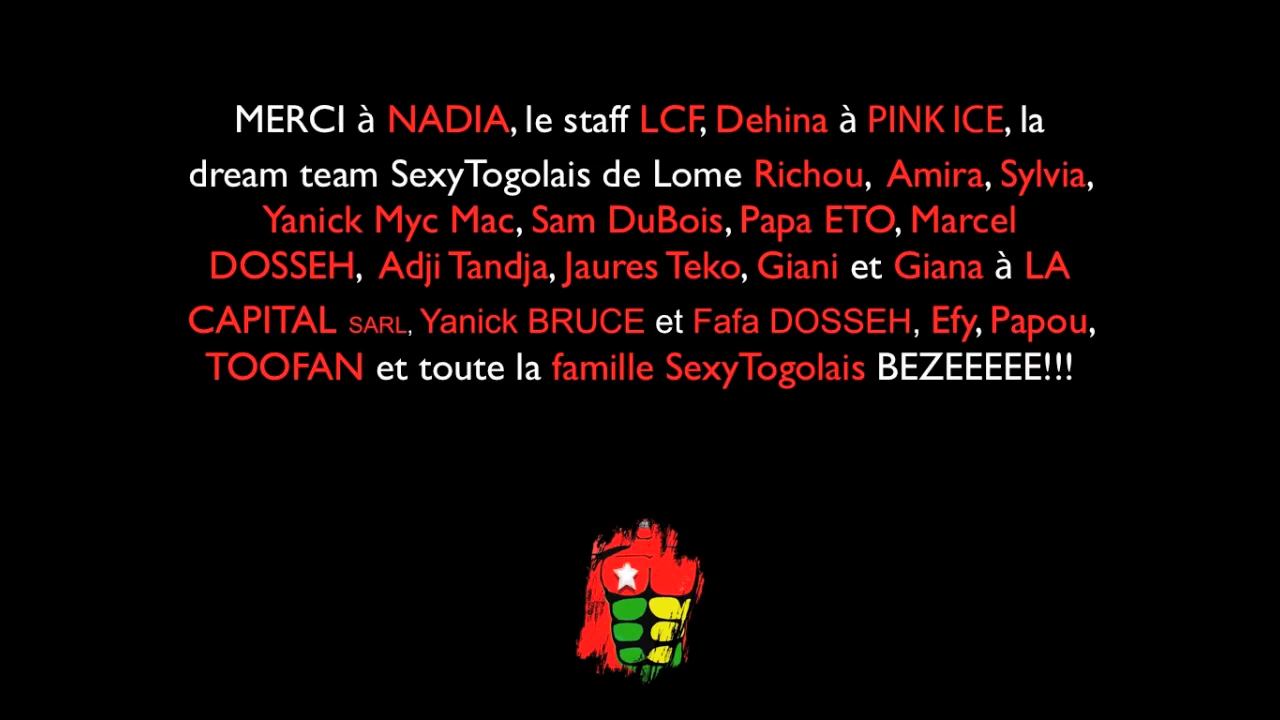 MERCI à NADIA, le staff LCF, Dehina à PINK ICE, la
dream team SexyTogolais de Lome Richou, Amira, Sylvia,
Yanick Myc Mac, Sam DuBois, Papa ETO, Marcel
DOSSEH, Adji Tandja, Jaures Teko, Giani et Giana à LA
CAPITAL SARL, Yanick BRUCE et Fafa DOSSEH, Efy, Papou,
TOOFAN et toute la famille SexyTogolais BEZEEEEE!!!